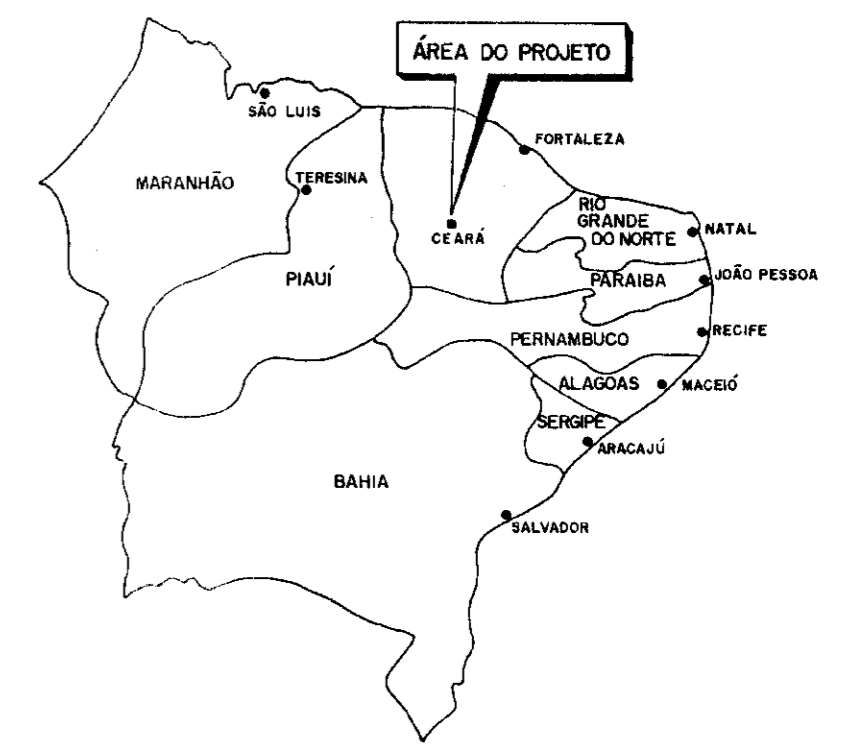 ÁREA DO PROJETO
SÃO LUIS
FORTALEZA
MARANHÃO
TERESINA
RIO
GRANDE
DO NORTE
NATAL
CEARÁ
PIAUÍ
PARAIBA
JOÃO PESSOA
PERNAMBUCO
RECIFE
ALAGOAS
MACEIÓ
SERGIPE
ARACAJÚ
BAHIA
SALVADOR